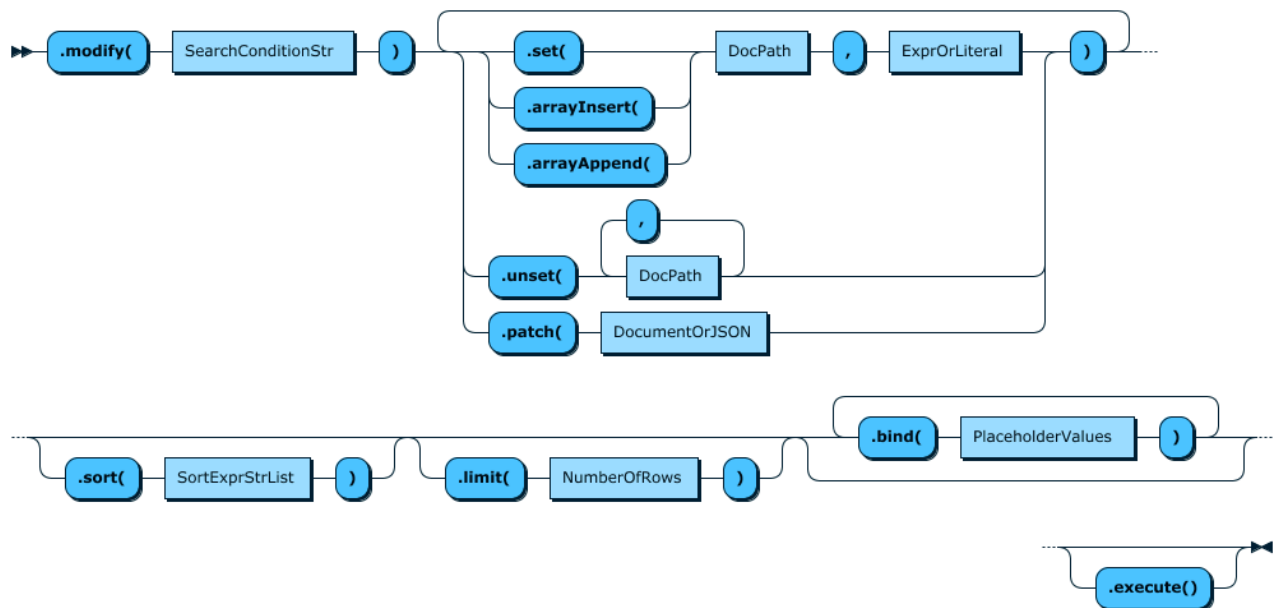 .modify( SearchConditionStr ) .set( DocPath , ExprOrLiteral )
.arrayInsert(
.arrayAppend(
,
.unset( DocPath
.patch( DocumentOrJSON
.bind( PlaceholderValues )
.sort( SortExprStrList ) .limit( NumberOfRows )
.execute()